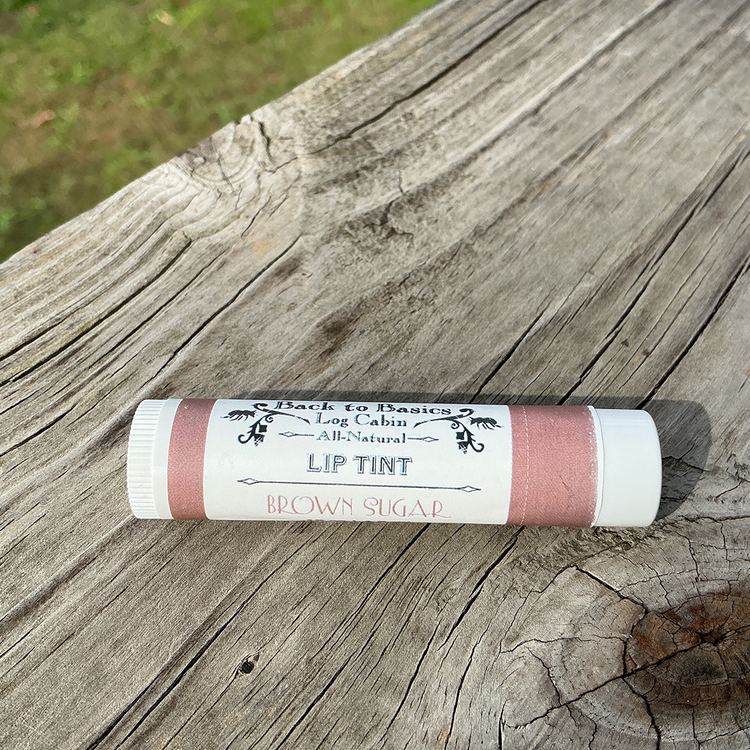 Back to Basics
Log Cabin
All-Natural
LIP TINT
BROWN SUGAR